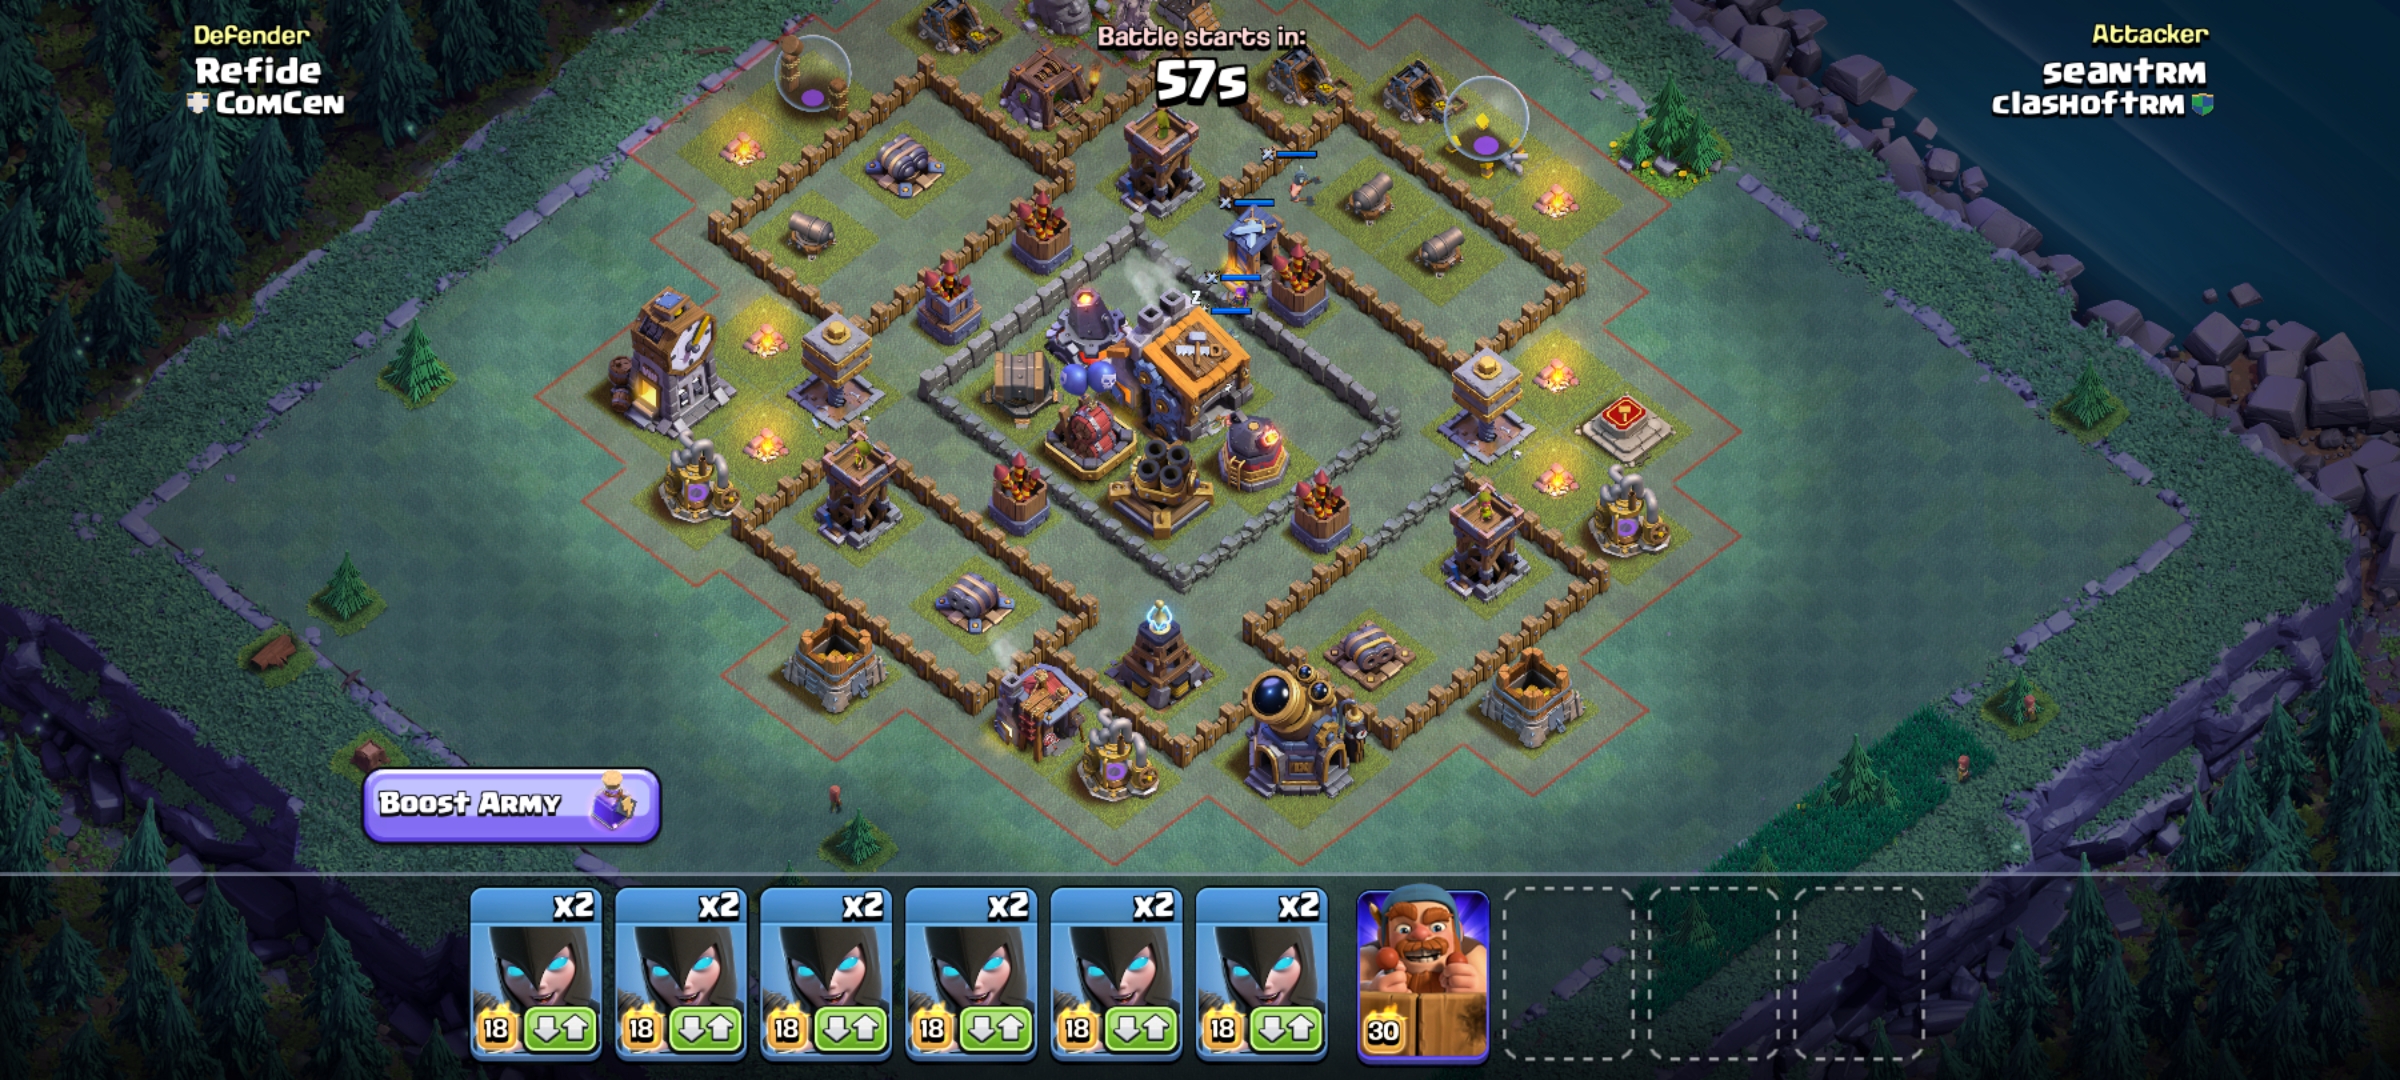 Defender
Refide
ComCen
Battle starts in:
57s
Attacker
seantRM
clashoftRM
z
Boost Army
x2
x2
x2
x2
x2
x2
18
18
18
18
18
18
30